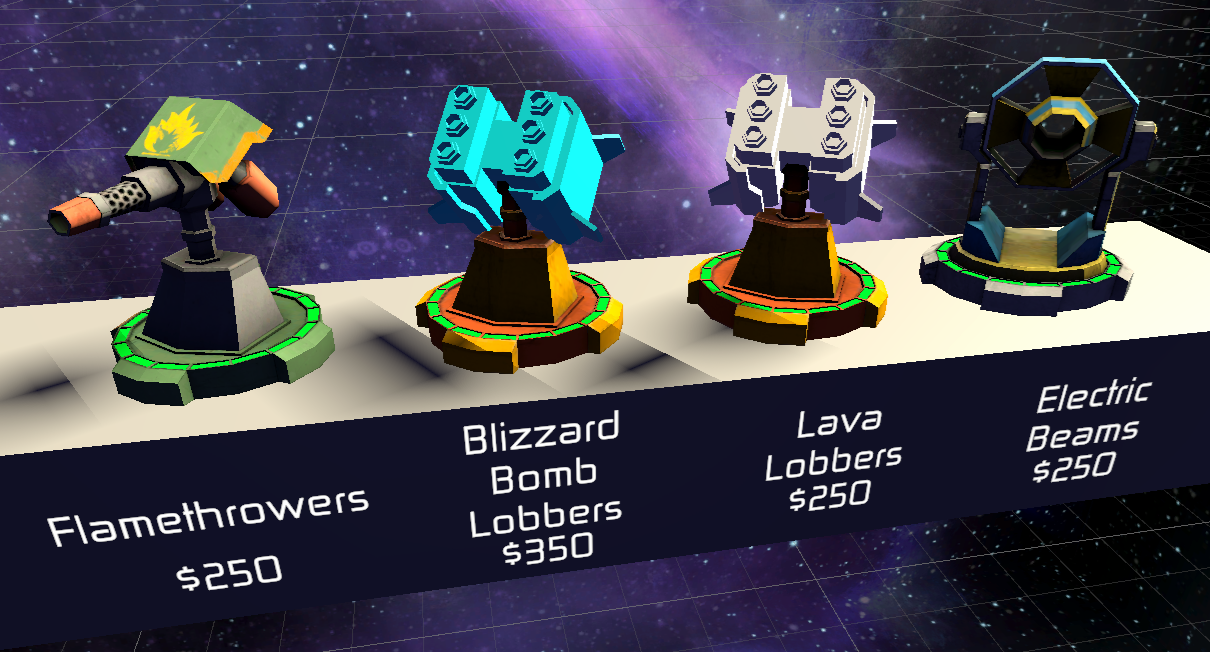 Flamethrowers
$250
Blizzard
Bomb
Lobbers
$350
Lava
Lobbers
$250
Electric
Beams
$250